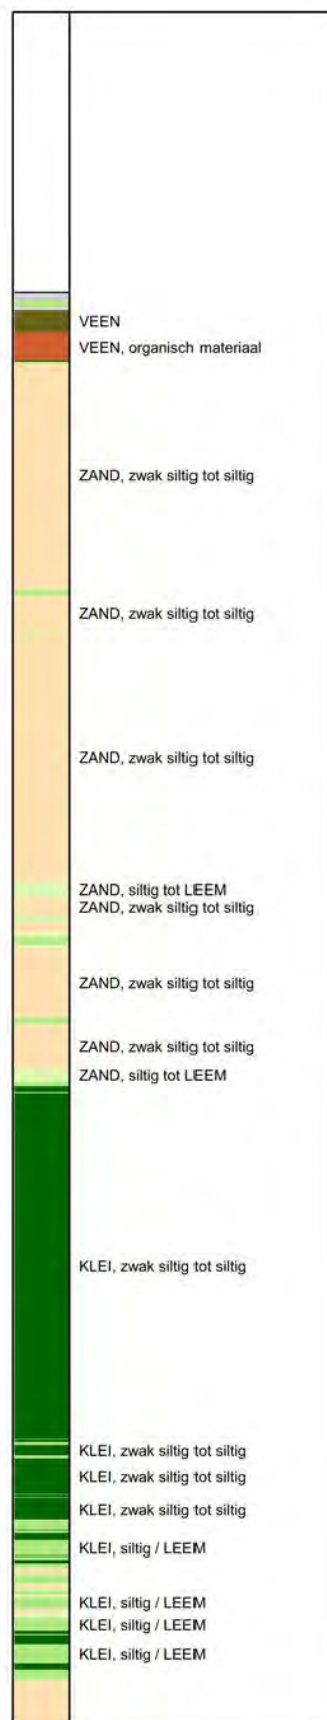 VEEN
VEEN, organisch materiaal
ZAND, zwak siltig tot siltig
ZAND, zwak siltig tot siltig
ZAND, zwak siltig tot siltig
ZAND, siltig tot LEEM
ZAND, zwak siltig tot siltig
ZAND, zwak siltig tot siltig
ZAND, zwak siltig tot siltig
ZAND, siltig tot LEEM
KLEI, zwak siltig tot siltig
KLEI, zwak siltig tot siltig
KLEI, zwak siltig tot siltig
KLEI, zwak siltig tot siltig
KLEI, siltig / LEEM
KLEI, siltig / LEEM
KLEI, siltig / LEEM
KLEI, siltig / LEEM